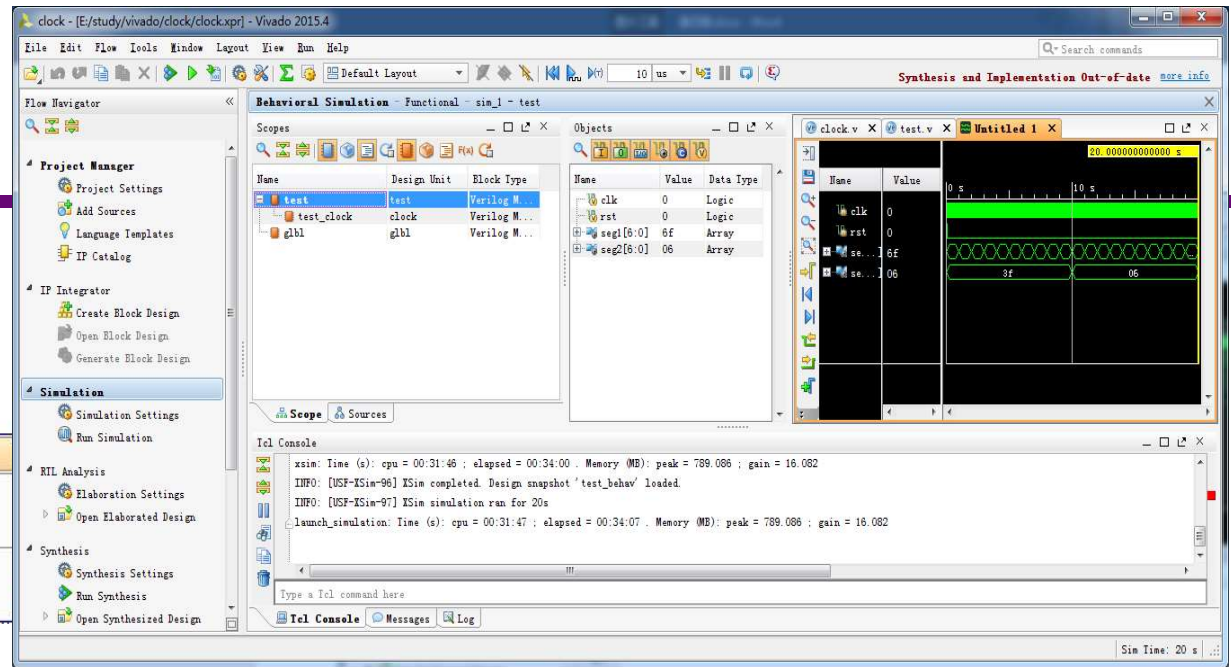 clock - [E:/study/vivado/clock/clock.xpr] - Vivado 2015.4
File Edit Flow Tools Window Layout View Run Help
Search commands
Default Layout
10 us
Synthesis and Implementation Out-of-date more info
Flow Navigator
Project Manager
Project Settings
Add Sources
Language Templates
IP Catalog
IP Integrator
Create Block Design
Open Block Design
Generate Block Design
Simulation
Simulation Settings
Run Simulation
RTL Analysis
Elaboration Settings
Open Elaborated Design
Synthesis
Synthesis Settings
Run Synthesis
Open Synthesized Design
Behavioral Simulation - Functional - sim_1 - test
Scopes
Name Design Unit Block Type
test test Verilog M...
test_clock clock Verilog M...
glbl glbl Verilog M...
Scope Sources
Objects
Name Value Data Type
clk 0 Logic
rst 0 Logic
seg1[6:0] 6f Array
seg2[6:0] 06 Array
clock.v test.v Untitled 1
20.000000000000 s
Name Value 0 s 10 s
clk 0
rst 0
se...] 6f
se...] 06 3f 06
Tcl Console
xsim: Time (s): cpu = 00:31:46 ; elapsed = 00:34:00 . Memory (MB): peak = 789.086 ; gain = 16.082
INFO: [USF-XSim-96] XSim completed. Design snapshot 'test_behav' loaded.
INFO: [USF-XSim-97] XSim simulation ran for 20s
launch_simulation: Time (s): cpu = 00:31:47 ; elapsed = 00:34:07 . Memory (MB): peak = 789.086 ; gain = 16.082
Type a Tcl command here
Tcl Console Messages Log
Sim Time: 20 s